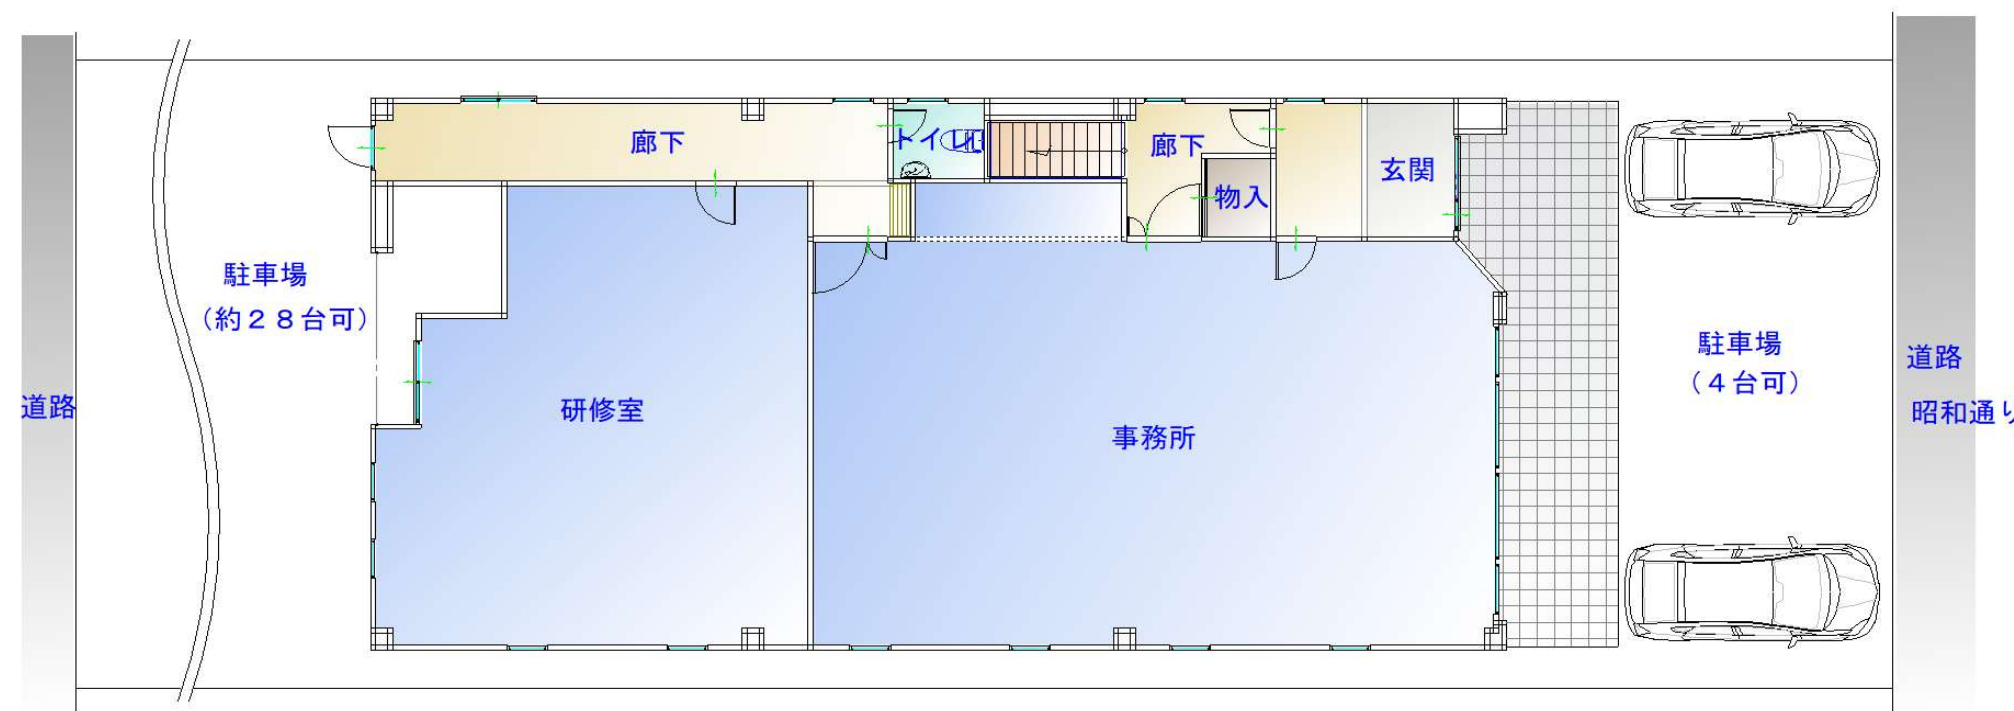 廊下
トイレ
廊下
物入
玄関
駐車場
（約２８台可）
道路
研修室
事務所
駐車場
（４台可）
道路
昭和通り